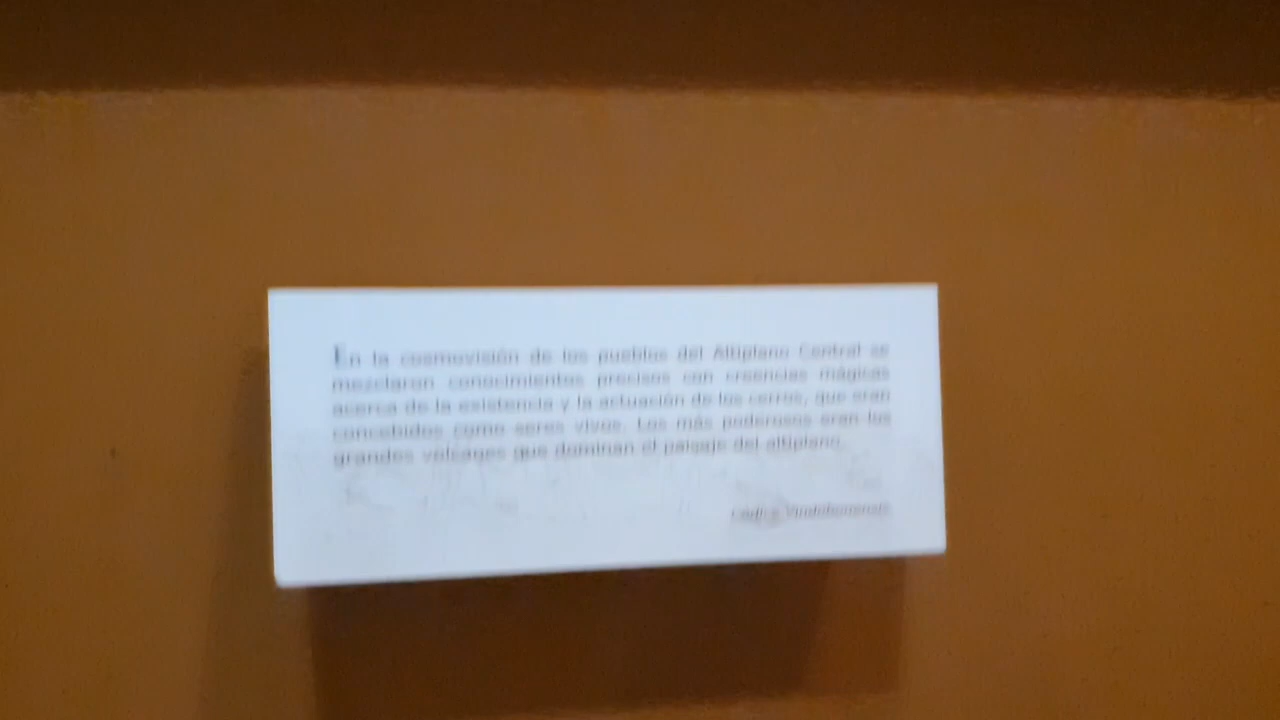 En la cosmovisión de los pueblos del Altiplano Central se
mezclaron conocimientos precisos con creencias mágicas
acerca de la existencia y la actuación de los cerros, que eran
concebidos como seres vivos. Los más poderosos eran los
grandes volcanes que dominan el paisaje del altiplano.
Códice Vindobonensis